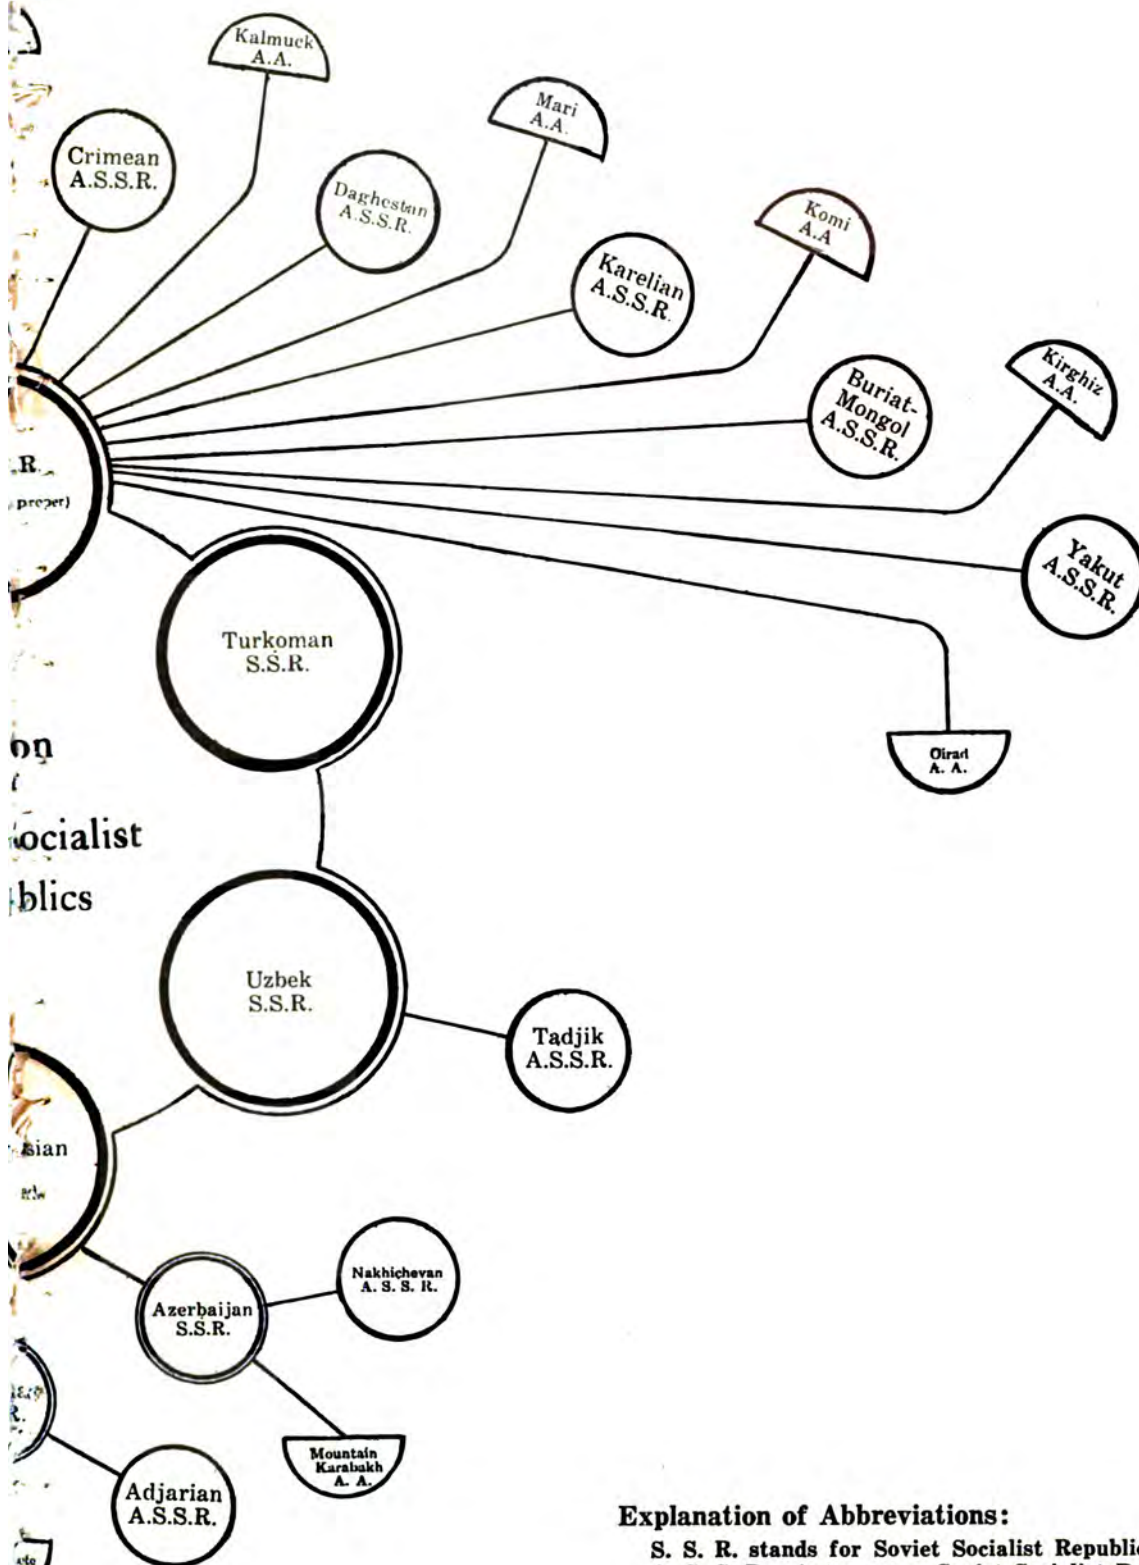 Kalmuck
A.A.
Mari
A.A.
Crimean
A.S.S.R.
Daghestan
A.S.S.R.
Komi
A.A
Karelian
A.S.S.R.
Kirghiz
A.A.
Buriat-
Mongol
A.S.S.R.
.R.
proper)
Yakut
A.S.S.R.
Turkoman
S.S.R.
Oirad
A. A.
on
f
ocialist
blics
Uzbek
S.S.R.
Tadjik
A.S.S.R.
sian
Nakhichevan
A. S. S. R.
Azerbaijan
S.S.R.
R.
Mountain
Karabakh
A. A.
Adjarian
A.S.S.R.
Explanation of Abbreviations:
S. S. R. stands for Soviet Socialist Republic